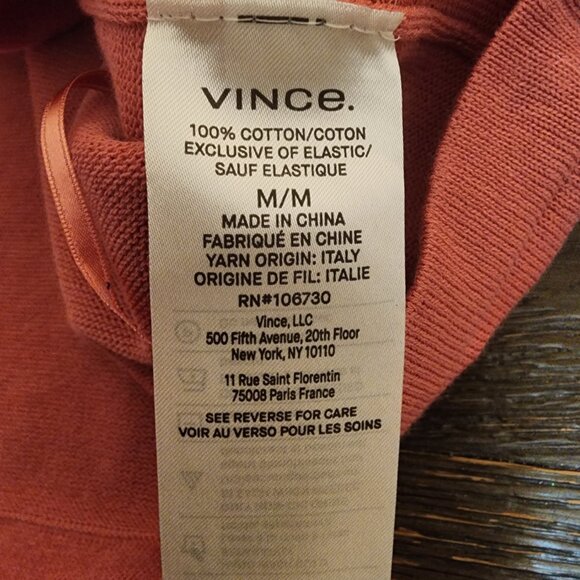 VINCE.
100% COTTON/COTON
EXCLUSIVE OF ELASTIC/
SAUF ELASTIQUE
M/M
MADE IN CHINA
FABRIQUÉ EN CHINE
YARN ORIGIN: ITALY
ORIGINE DE FIL: ITALIE
RN#106730
Vince, LLC
500 Fifth Avenue, 20th Floor
New York, NY 10110
11 Rue Saint Florentin
75008 Paris France
SEE REVERSE FOR CARE
VOIR AU VERSO POUR LES SOINS